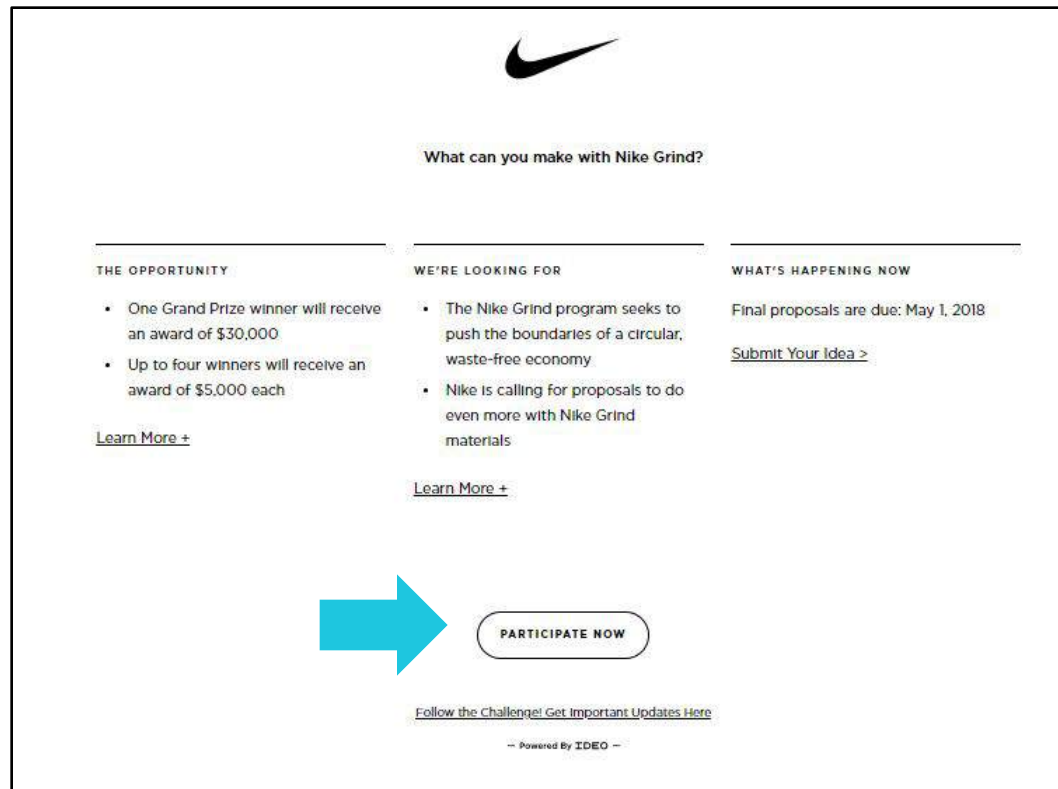 What can you make with Nike Grind?
THE OPPORTUNITY
• One Grand Prize winner will receive
an award of $30,000
• Up to four winners will receive an
award of $5,000 each
Learn More +
WE'RE LOOKING FOR
• The Nike Grind program seeks to
push the boundaries of a circular,
waste-free economy
• Nike is calling for proposals to do
even more with Nike Grind
materials
Learn More +
WHAT'S HAPPENING NOW
Final proposals are due: May 1, 2018
Submit Your Idea >
PARTICIPATE NOW
Follow the Challenge! Get Important Updates Here
— Powered By IDEO —